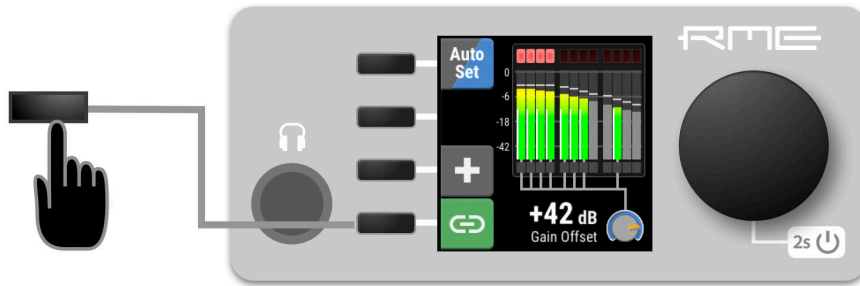 RME
Auto
Set
0
-6
-18
-42
+
+42 dB
Gain Offset
2s